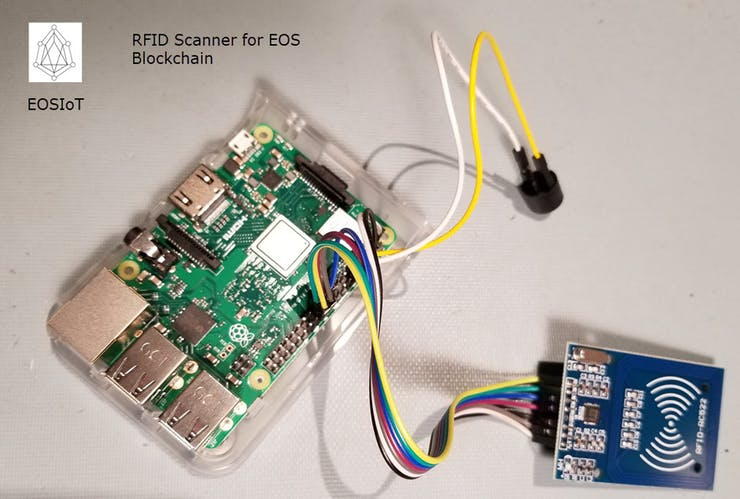 RFID Scanner for EOS
Blockchain
EOSIoT
RFID-RC522